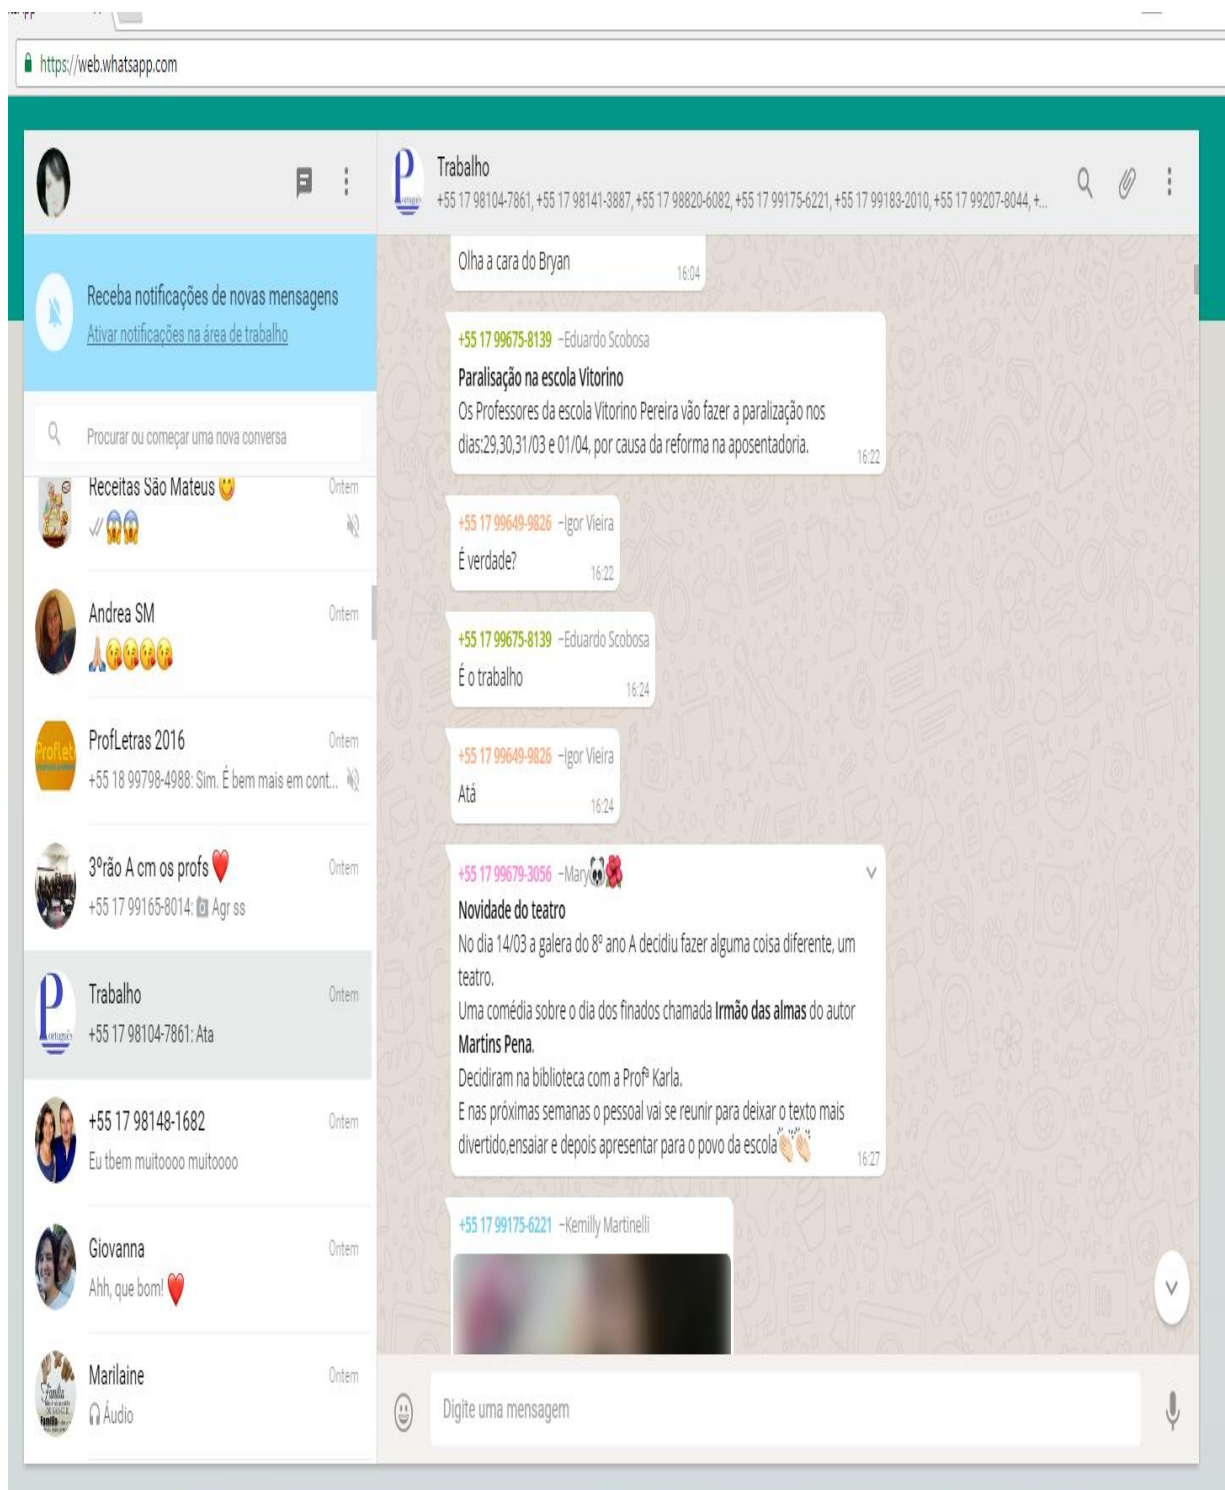 https://web.whatsapp.com
Receba notificações de novas mensagens
Ativar notificações na área de trabalho
Procurar ou começar uma nova conversa
Receitas São Mateus 😋 Ontem
😱😱
Andrea SM Ontem
🙏🏻😘😘😘😘
ProfLetras 2016 Ontem
+55 18 99798-4988: Sim. É bem mais em cont...
3ºrão A cm os profs ❤️ Ontem
+55 17 99165-8014: 📷 Agr ss
Trabalho Ontem
+55 17 98104-7861: Ata
+55 17 98148-1682 Ontem
Eu tbem muitoooo muitoooo
Giovanna Ontem
Ahh, que bom! ❤️
Marilaine Ontem
Áudio
Trabalho
+55 17 98104-7861, +55 17 98141-3887, +55 17 98820-6082, +55 17 99175-6221, +55 17 99183-2010, +55 17 99207-8044, +...
Olha a cara do Bryan
16:04
+55 17 99675-8139 ~Eduardo Scobosa
Paralisação na escola Vitorino
Os Professores da escola Vitorino Pereira vão fazer a paralização nos
dias:29,30,31/03 e 01/04, por causa da reforma na aposentadoria.
16:22
+55 17 99649-9826 ~Igor Vieira
É verdade?
16:22
+55 17 99675-8139 ~Eduardo Scobosa
É o trabalho
16:24
+55 17 99649-9826 ~Igor Vieira
Atá
16:24
+55 17 99679-3056 ~Mary🐼🌺
Novidade do teatro
No dia 14/03 a galera do 8º ano A decidiu fazer alguma coisa diferente, um
teatro.
Uma comédia sobre o dia dos finados chamada Irmão das almas do autor
Martins Pena.
Decidiram na biblioteca com a Profª Karla.
E nas próximas semanas o pessoal vai se reunir para deixar o texto mais
divertido,ensaiar e depois apresentar para o povo da escola👏🏻👏🏻
16:27
+55 17 99175-6221 ~Kemilly Martinelli
Digite uma mensagem